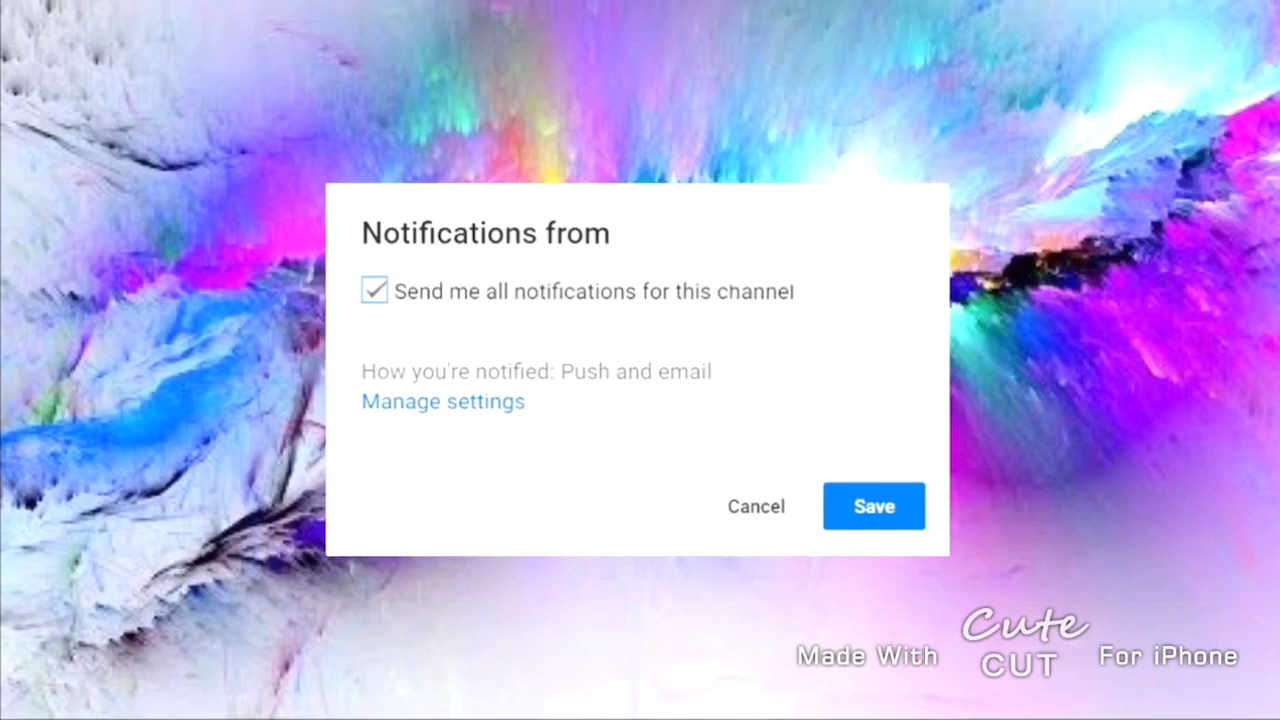 Notifications from
Send me all notifications for this channel
How you're notified: Push and email
Manage settings
Cancel Save
Made With Cute CUT For iPhone